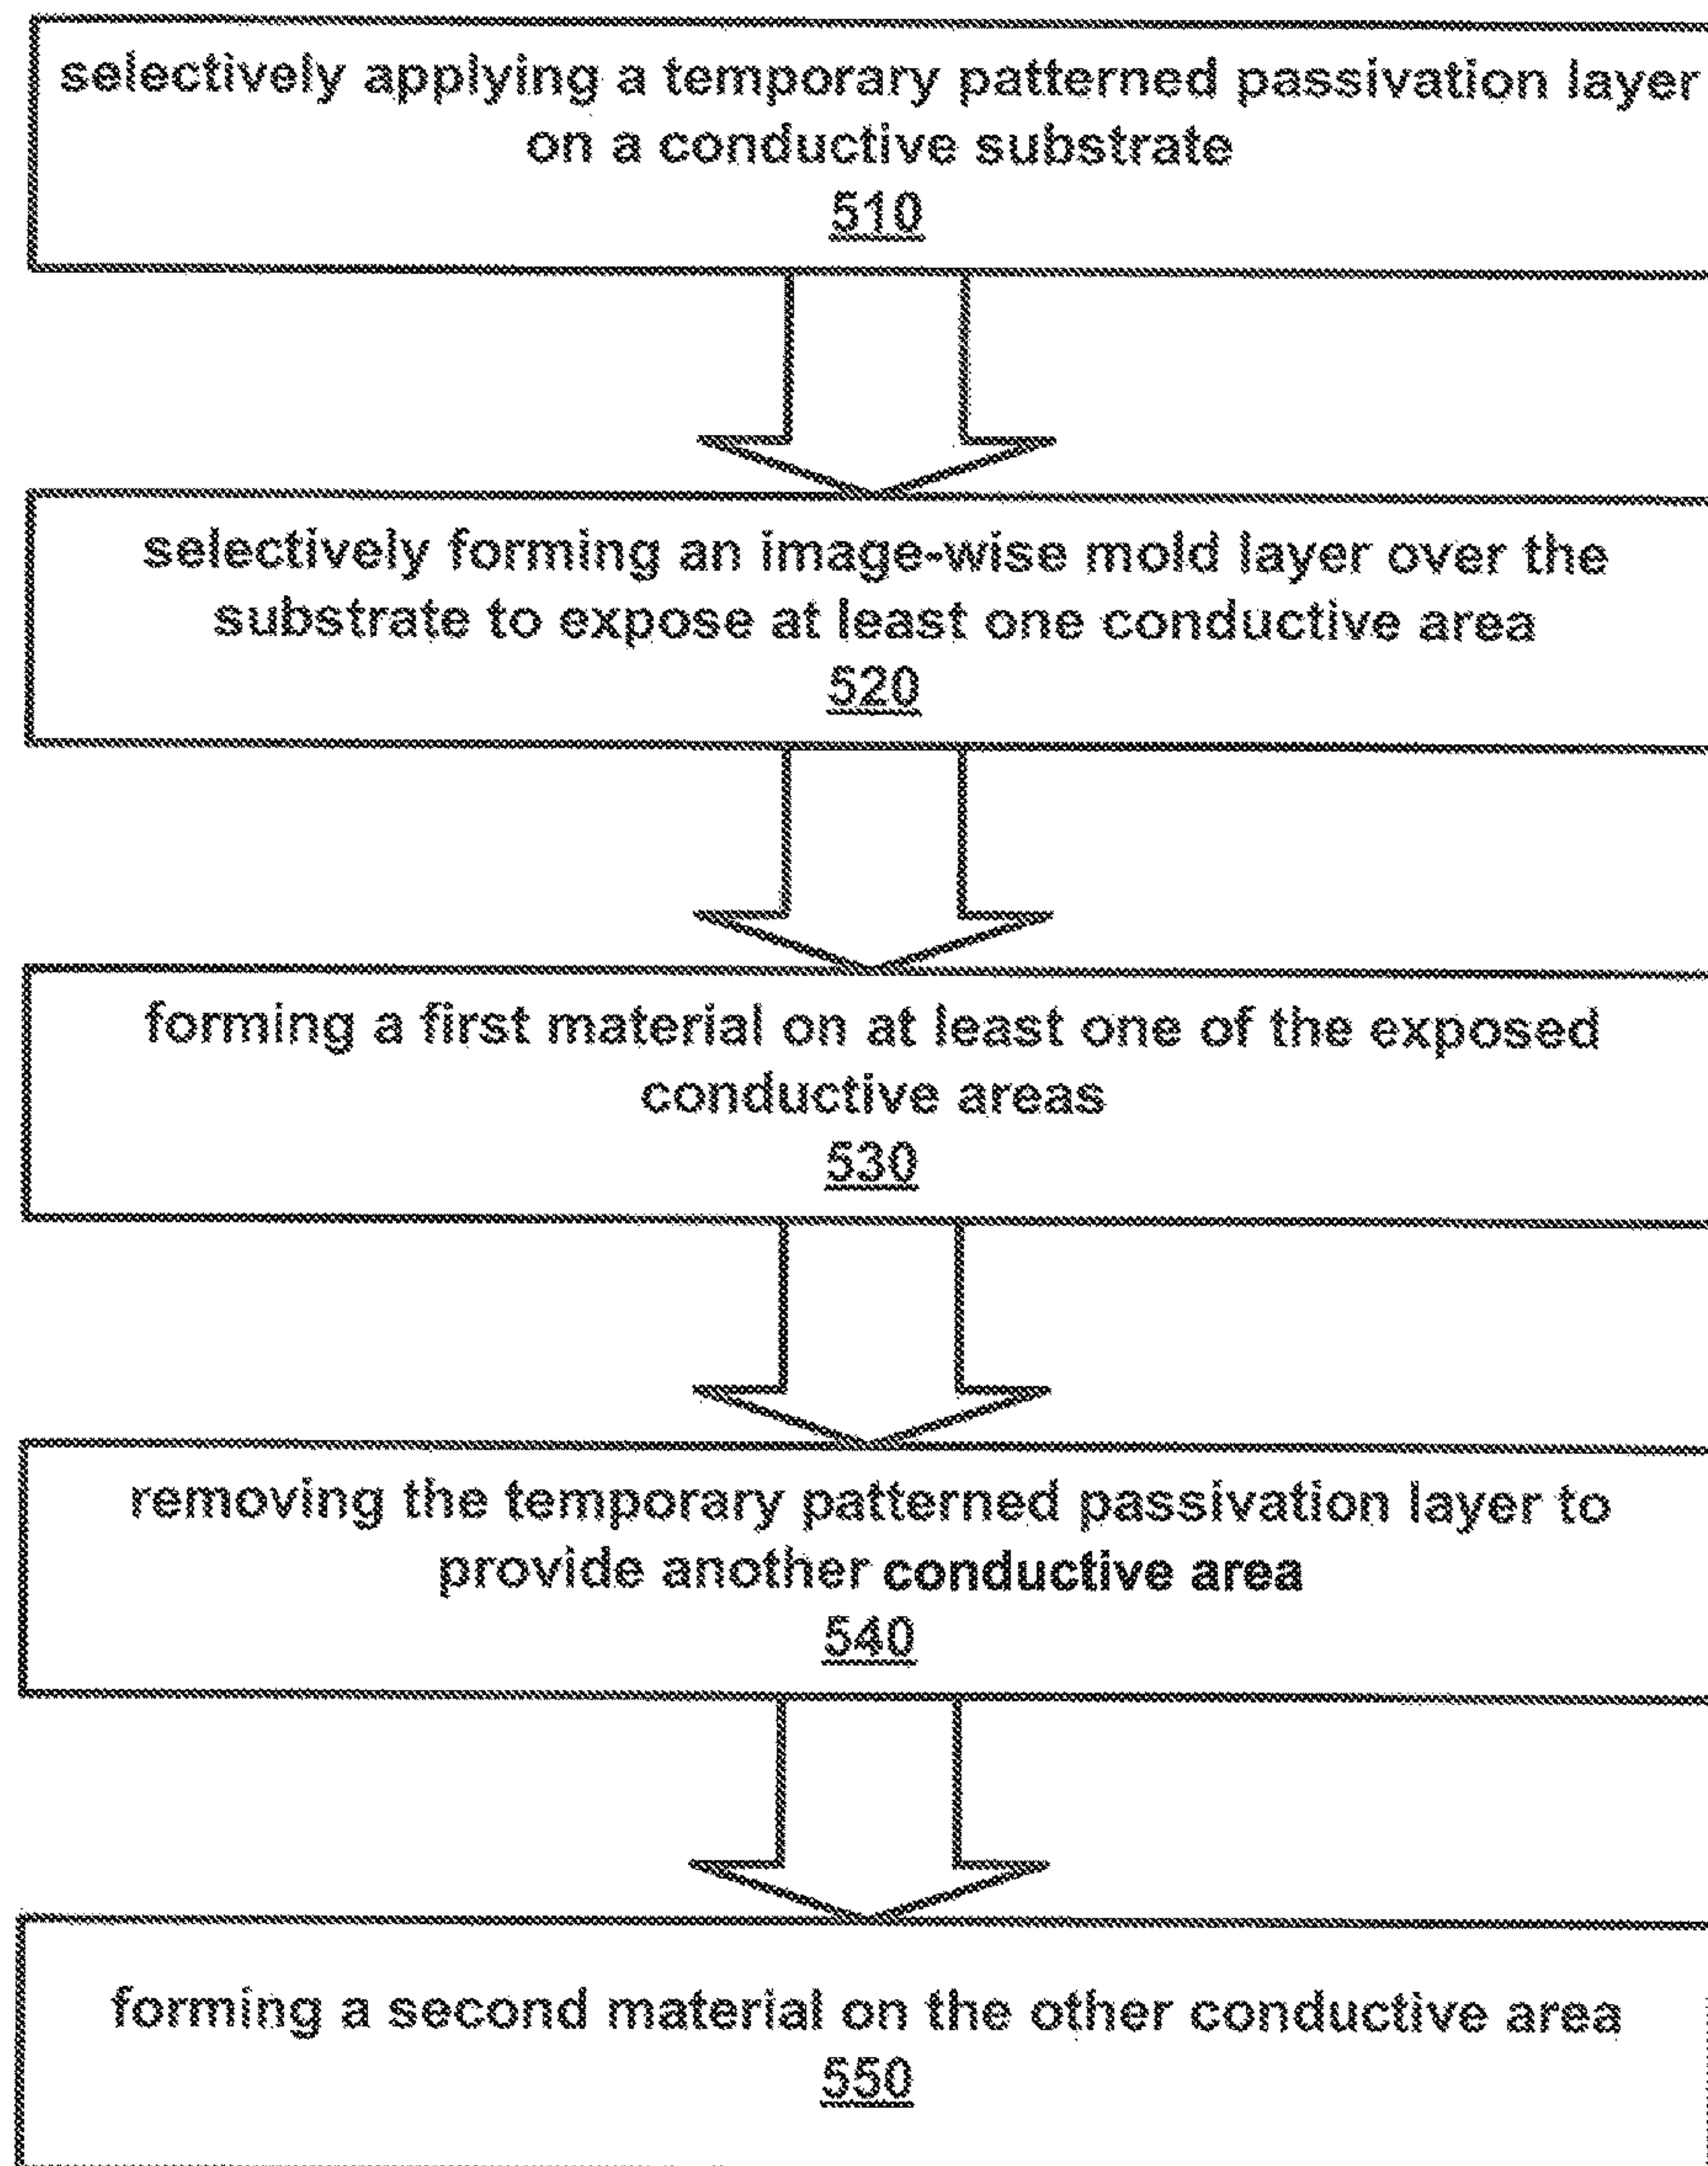 selectively applying a temporary patterned passivation layer
on a conductive substrate
510
selectively forming an image-wise mold layer over the
substrate to expose at least one conductive area
520
forming a first material on at least one of the exposed
conductive areas
530
removing the temporary patterned passivation layer to
provide another conductive area
540
forming a second material on the other conductive area
550